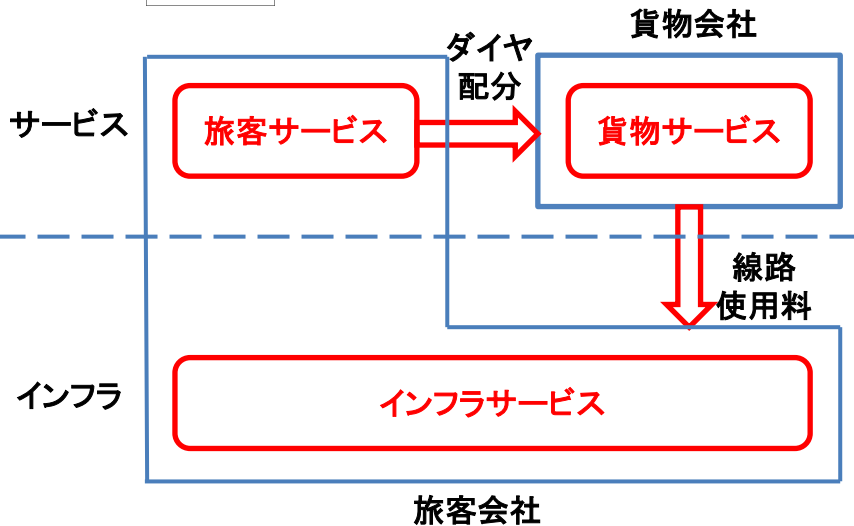 貨物会社
ダイヤ
配分
サービス
旅客サービス
貨物サービス
線路
使用料
インフラ
インフラサービス
旅客会社